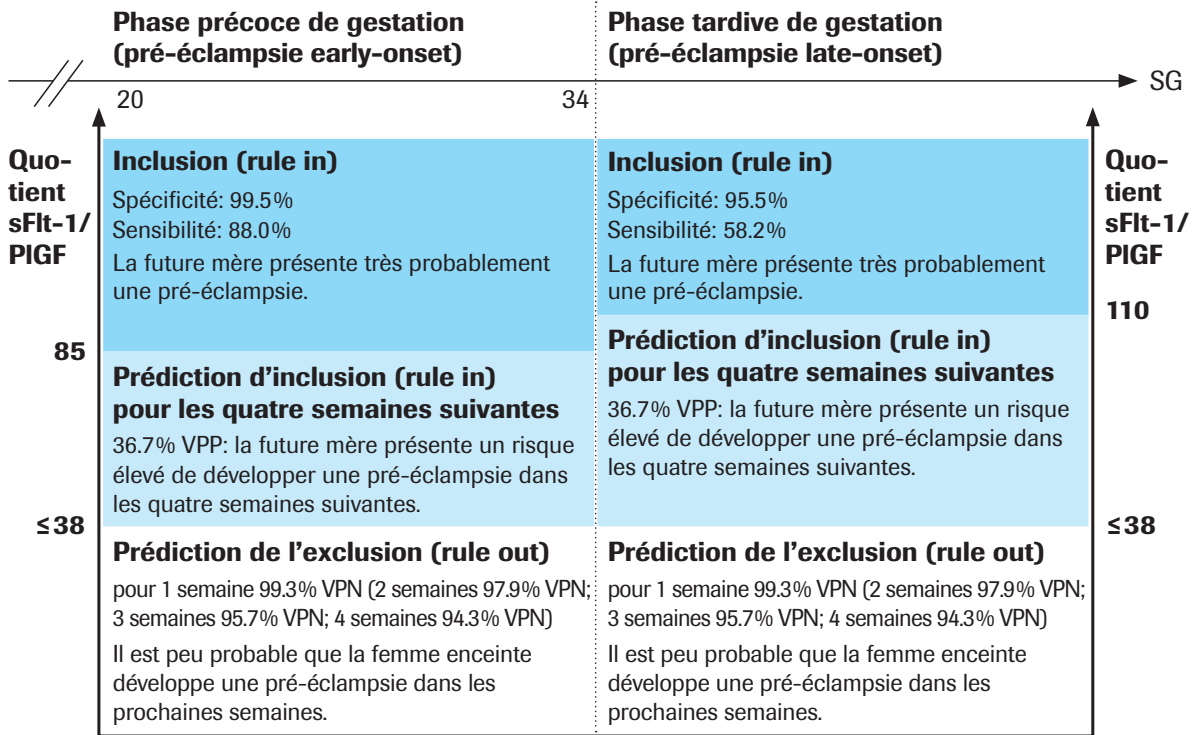 Phase précoce de gestation
(pré-éclampsie early-onset)
Phase tardive de gestation
(pré-éclampsie late-onset)
SG
20
34
Quo-
tient
sFlt-1/
PlGF
85
≤38
Inclusion (rule in)
Spécificité: 99.5%
Sensibilité: 88.0%
La future mère présente très probablement
une pré-éclampsie.
Prédiction d'inclusion (rule in)
pour les quatre semaines suivantes
36.7% VPP: la future mère présente un risque
élevé de développer une pré-éclampsie dans
les quatre semaines suivantes.
Prédiction de l'exclusion (rule out)
pour 1 semaine 99.3% VPN (2 semaines 97.9% VPN;
3 semaines 95.7% VPN; 4 semaines 94.3% VPN)
Il est peu probable que la femme enceinte
développe une pré-éclampsie dans les
prochaines semaines.
Inclusion (rule in)
Spécificité: 95.5%
Sensibilité: 58.2%
La future mère présente très probablement
une pré-éclampsie.
Prédiction d'inclusion (rule in)
pour les quatre semaines suivantes
36.7% VPP: la future mère présente un risque
élevé de développer une pré-éclampsie dans
les quatre semaines suivantes.
Prédiction de l'exclusion (rule out)
pour 1 semaine 99.3% VPN (2 semaines 97.9% VPN;
3 semaines 95.7% VPN; 4 semaines 94.3% VPN)
Il est peu probable que la femme enceinte
développe une pré-éclampsie dans les
prochaines semaines.
Quo-
tient
sFlt-1/
PlGF
110
≤38